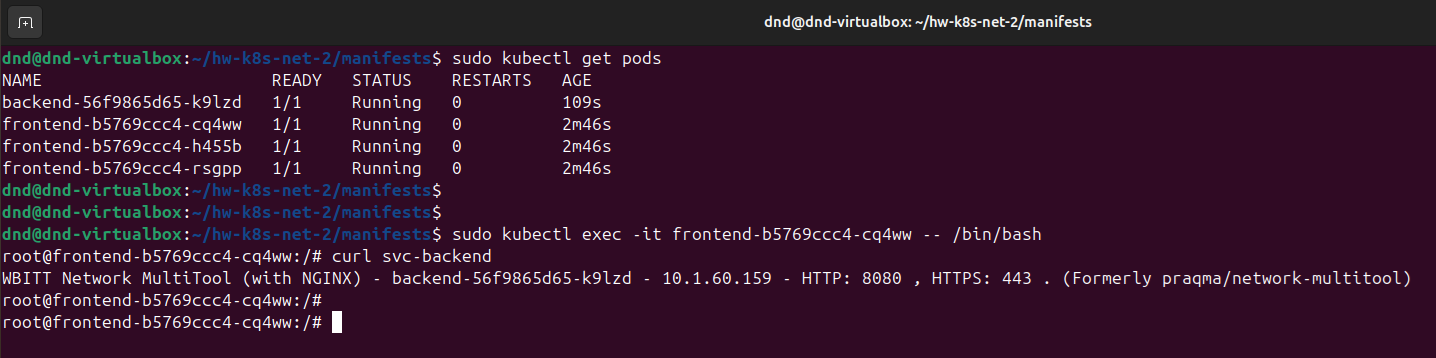 dnd@dnd-virtualbox: ~/hw-k8s-net-2/manifests
dnd@dnd-virtualbox:~/hw-k8s-net-2/manifests$ sudo kubectl get pods
NAME                       READY   STATUS    RESTARTS   AGE
backend-56f9865d65-k9lzd   1/1     Running   0          109s
frontend-b5769ccc4-cq4ww   1/1     Running   0          2m46s
frontend-b5769ccc4-h455b   1/1     Running   0          2m46s
frontend-b5769ccc4-rsgpp   1/1     Running   0          2m46s
dnd@dnd-virtualbox:~/hw-k8s-net-2/manifests$
dnd@dnd-virtualbox:~/hw-k8s-net-2/manifests$
dnd@dnd-virtualbox:~/hw-k8s-net-2/manifests$ sudo kubectl exec -it frontend-b5769ccc4-cq4ww -- /bin/bash
root@frontend-b5769ccc4-cq4ww:/# curl svc-backend
WBITT Network MultiTool (with NGINX) - backend-56f9865d65-k9lzd - 10.1.60.159 - HTTP: 8080 , HTTPS: 443 . (Formerly praqma/network-multitool)
root@frontend-b5769ccc4-cq4ww:/#
root@frontend-b5769ccc4-cq4ww:/#